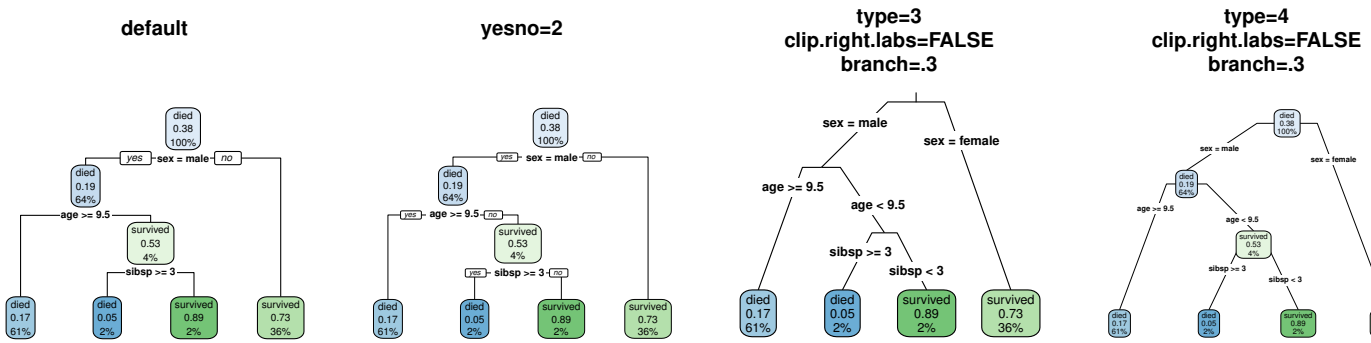 default
died
0.38
100%
yes sex = male no
died
0.19
64%
age >= 9.5
survived
0.53
4%
sibsp >= 3
died
0.17
61%
died
0.05
2%
survived
0.89
2%
survived
0.73
36%
yesno=2
died
0.38
100%
yes sex = male no
died
0.19
64%
yes age >= 9.5 no
survived
0.53
4%
yes sibsp >= 3 no
died
0.17
61%
died
0.05
2%
survived
0.89
2%
survived
0.73
36%
type=3
clip.right.labs=FALSE
branch=.3
sex = male
sex = female
age >= 9.5
age < 9.5
sibsp >= 3
sibsp < 3
died
0.17
61%
died
0.05
2%
survived
0.89
2%
survived
0.73
36%
type=4
clip.right.labs=FALSE
branch=.3
died
0.38
100%
sex = male
sex = female
died
0.19
64%
age >= 9.5
age < 9.5
survived
0.53
4%
sibsp >= 3
sibsp < 3
died
0.17
61%
died
0.05
2%
survived
0.89
2%